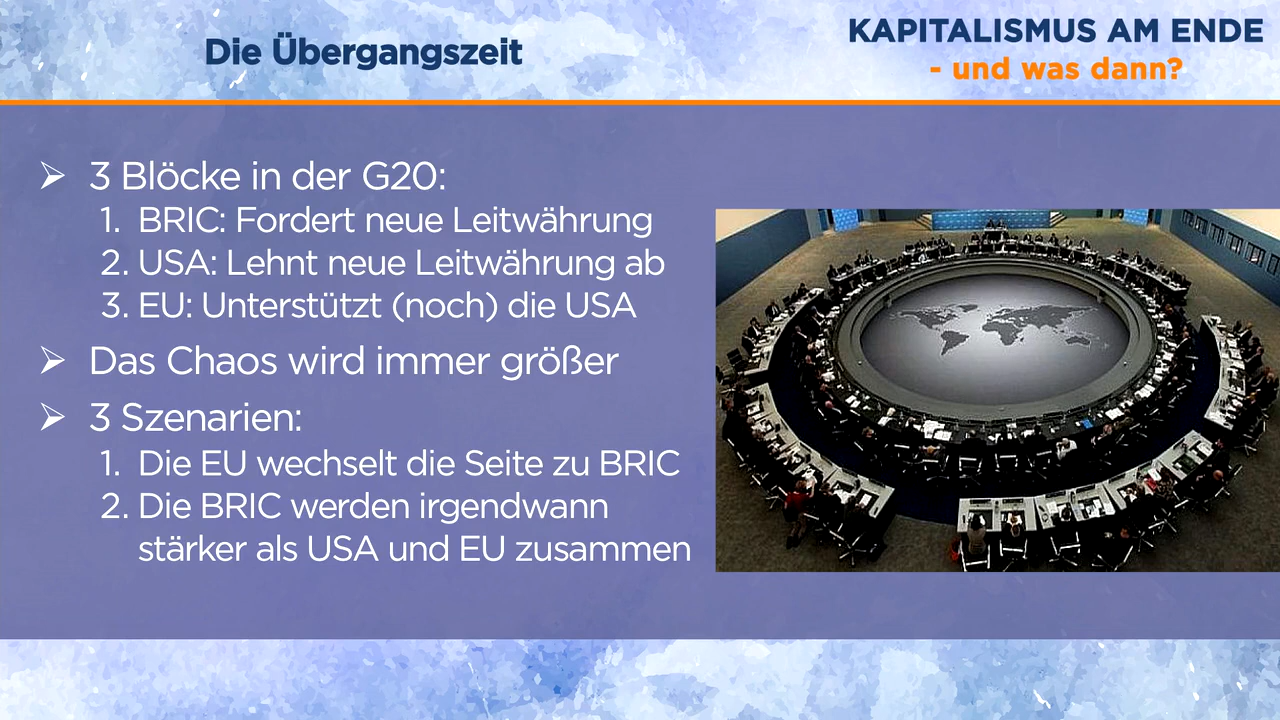 Die Übergangszeit
KAPITALISMUS AM ENDE
- und was dann?
➢ 3 Blöcke in der G20:
1. BRIC: Fordert neue Leitwährung
2. USA: Lehnt neue Leitwährung ab
3. EU: Unterstützt (noch) die USA
➢ Das Chaos wird immer größer
➢ 3 Szenarien:
1. Die EU wechselt die Seite zu BRIC
2. Die BRIC werden irgendwann
stärker als USA und EU zusammen